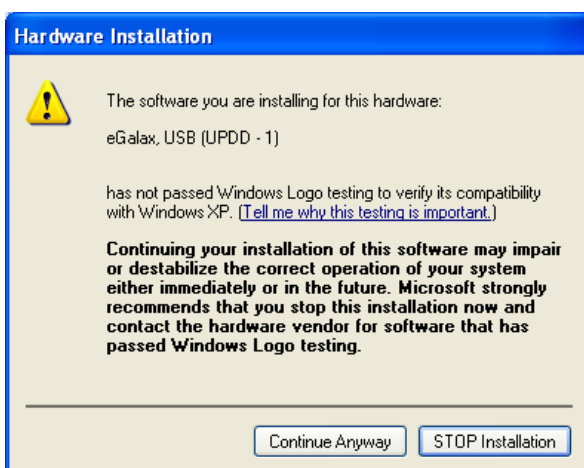 Hardware Installation
The software you are installing for this hardware:
eGalax, USB (UPDD - 1)
has not passed Windows Logo testing to verify its compatibility
with Windows XP. (Tell me why this testing is important.)
Continuing your installation of this software may impair
or destabilize the correct operation of your system
either immediately or in the future. Microsoft strongly
recommends that you stop this installation now and
contact the hardware vendor for software that has
passed Windows Logo testing.
Continue Anyway STOP Installation